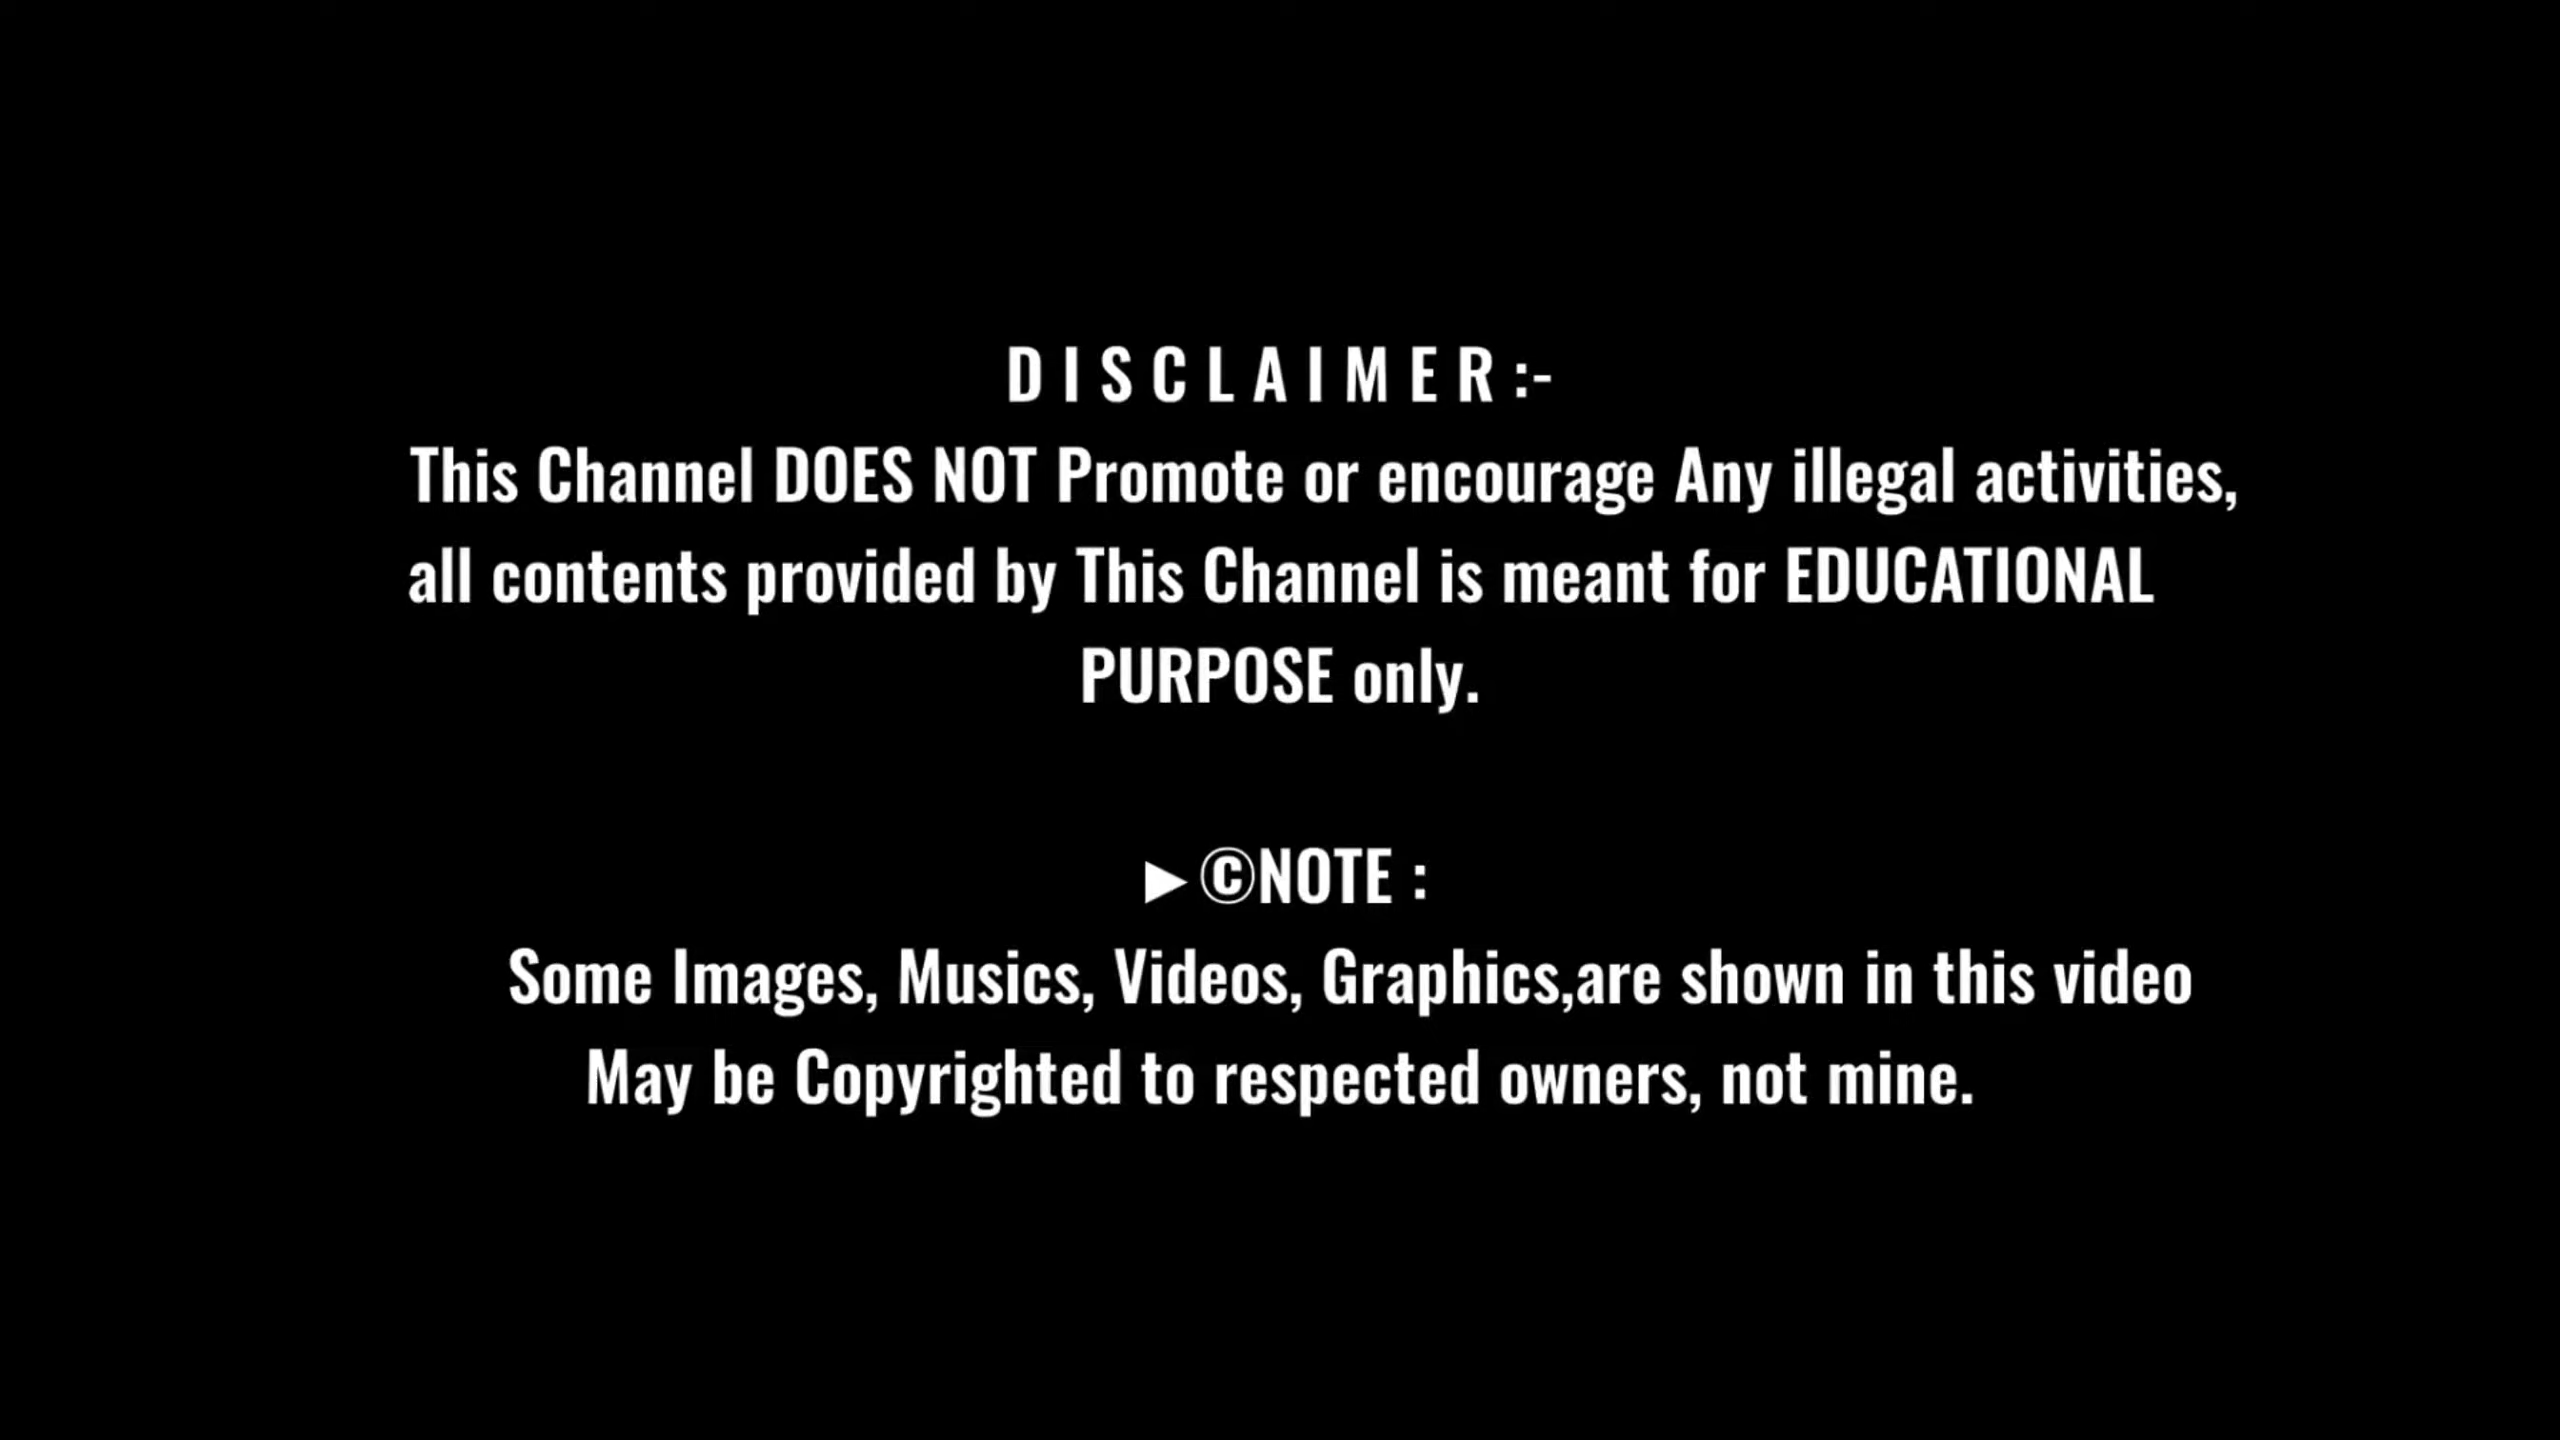 D I S C L A I M E R :-
This Channel DOES NOT Promote or encourage Any illegal activities,
all contents provided by This Channel is meant for EDUCATIONAL
PURPOSE only.
►©NOTE :
Some Images, Musics, Videos, Graphics,are shown in this video
May be Copyrighted to respected owners, not mine.